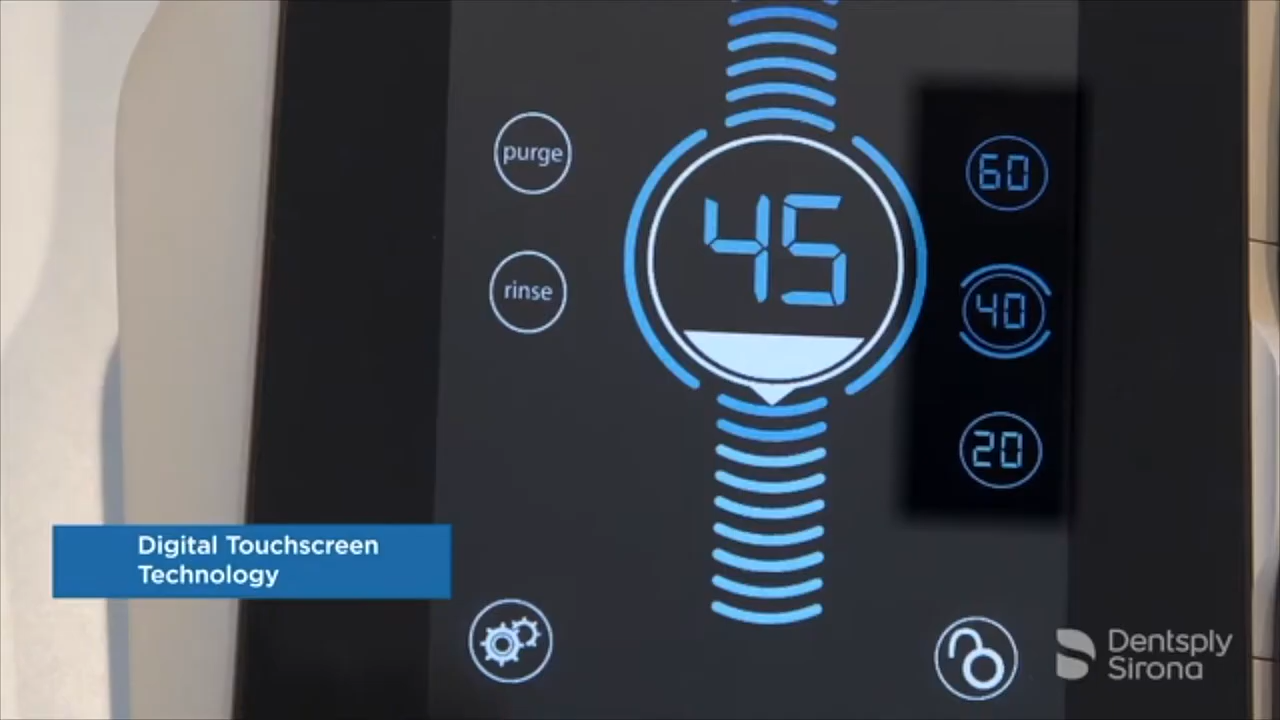 purge
rinse
45
60
40
20
Digital Touchscreen
Technology
Dentsply
Sirona